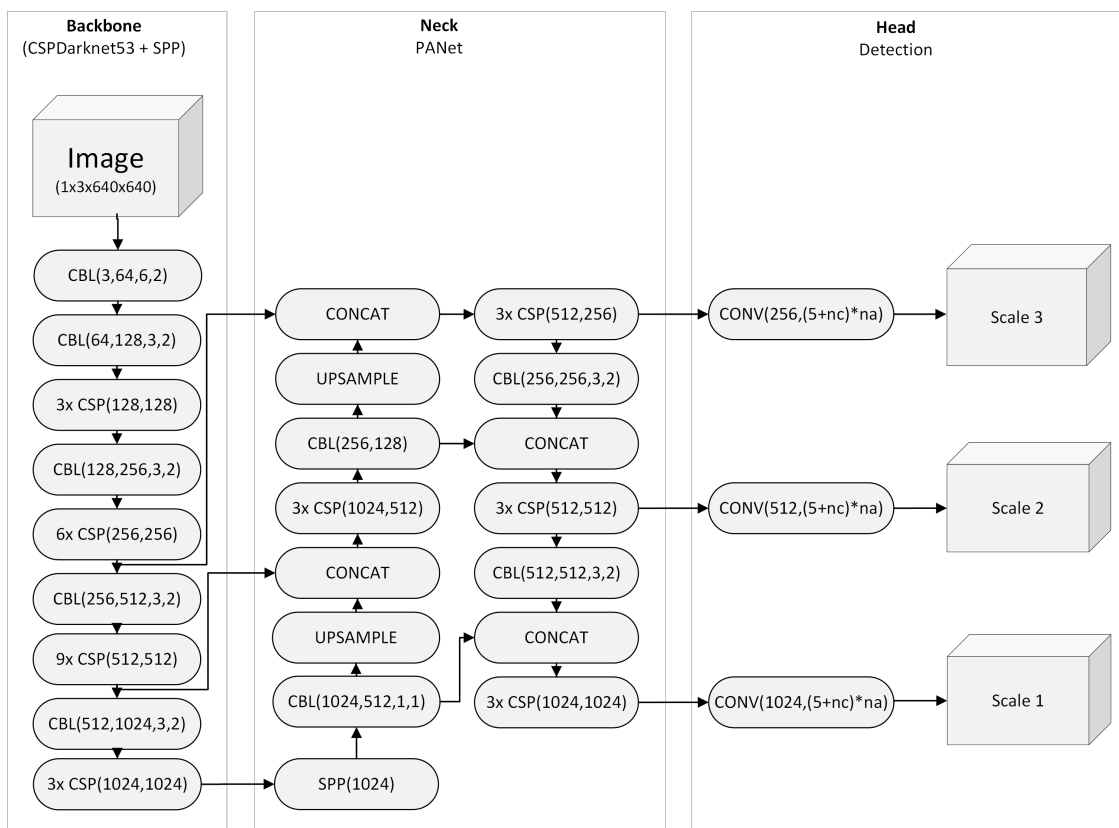 Backbone
(CSPDarknet53 + SPP)
Image
(1x3x640x640)
CBL(3,64,6,2)
CBL(64,128,3,2)
3x CSP(128,128)
CBL(128,256,3,2)
6x CSP(256,256)
CBL(256,512,3,2)
9x CSP(512,512)
CBL(512,1024,3,2)
3x CSP(1024,1024)
Neck
PANet
CONCAT
UPSAMPLE
CBL(256,128)
3x CSP(1024,512)
CONCAT
UPSAMPLE
CBL(1024,512,1,1)
SPP(1024)
3x CSP(512,256)
CBL(256,256,3,2)
CONCAT
3x CSP(512,512)
CBL(512,512,3,2)
CONCAT
3x CSP(1024,1024)
Head
Detection
CONV(256,(5+nc)*na)
Scale 3
CONV(512,(5+nc)*na)
Scale 2
CONV(1024,(5+nc)*na)
Scale 1